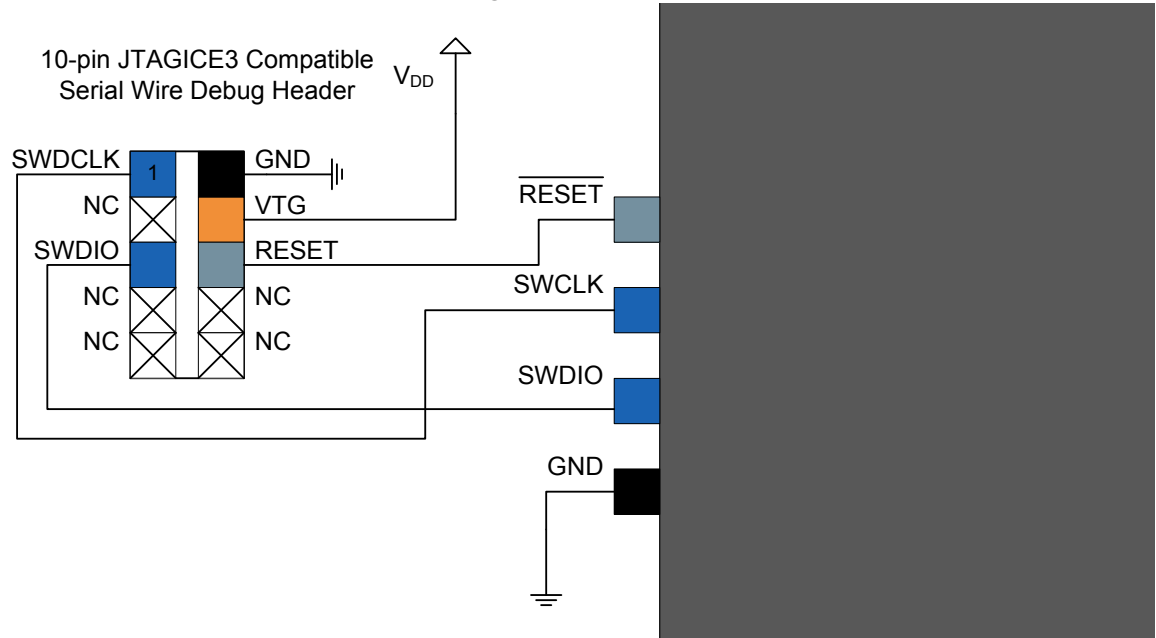 10-pin JTAGICE3 Compatible
Serial Wire Debug Header
VDD
SWDCLK
1
GND
NC
VTG
SWDIO
RESET
NC
NC
NC
NC
RESET
SWCLK
SWDIO
GND